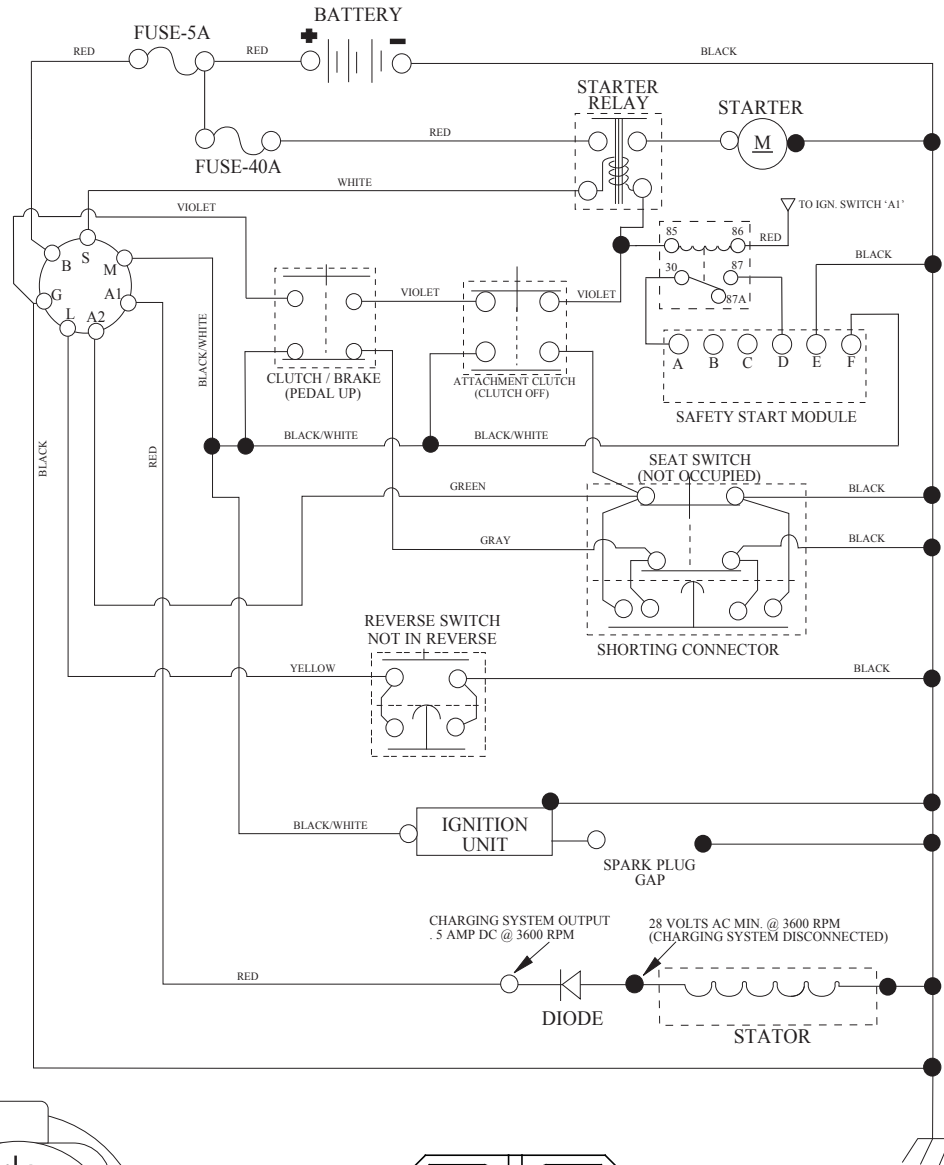 BATTERY
FUSE-5A
RED
RED
BLACK
STARTER
RELAY
STARTER
RED
M
FUSE-40A
WHITE
VIOLET
TO IGN. SWITCH ‘A1’
85
86
RED
B
S
M
BLACK
30
87
G
A1
VIOLET
VIOLET
87A
L
A2
BLACK/WHITE
A
B
C
D
E
F
CLUTCH / BRAKE
(PEDAL UP)
ATTACHMENT CLUTCH
(CLUTCH OFF)
SAFETY START MODULE
BLACK/WHITE
BLACK/WHITE
BLACK
RED
SEAT SWITCH
(NOT OCCUPIED)
GREEN
BLACK
GRAY
BLACK
REVERSE SWITCH
NOT IN REVERSE
SHORTING CONNECTOR
YELLOW
BLACK
BLACK/WHITE
IGNITION
UNIT
SPARK PLUG
GAP
CHARGING SYSTEM OUTPUT
. 5 AMP DC @ 3600 RPM
28 VOLTS AC MIN. @ 3600 RPM
(CHARGING SYSTEM DISCONNECTED)
RED
DIODE
STATOR